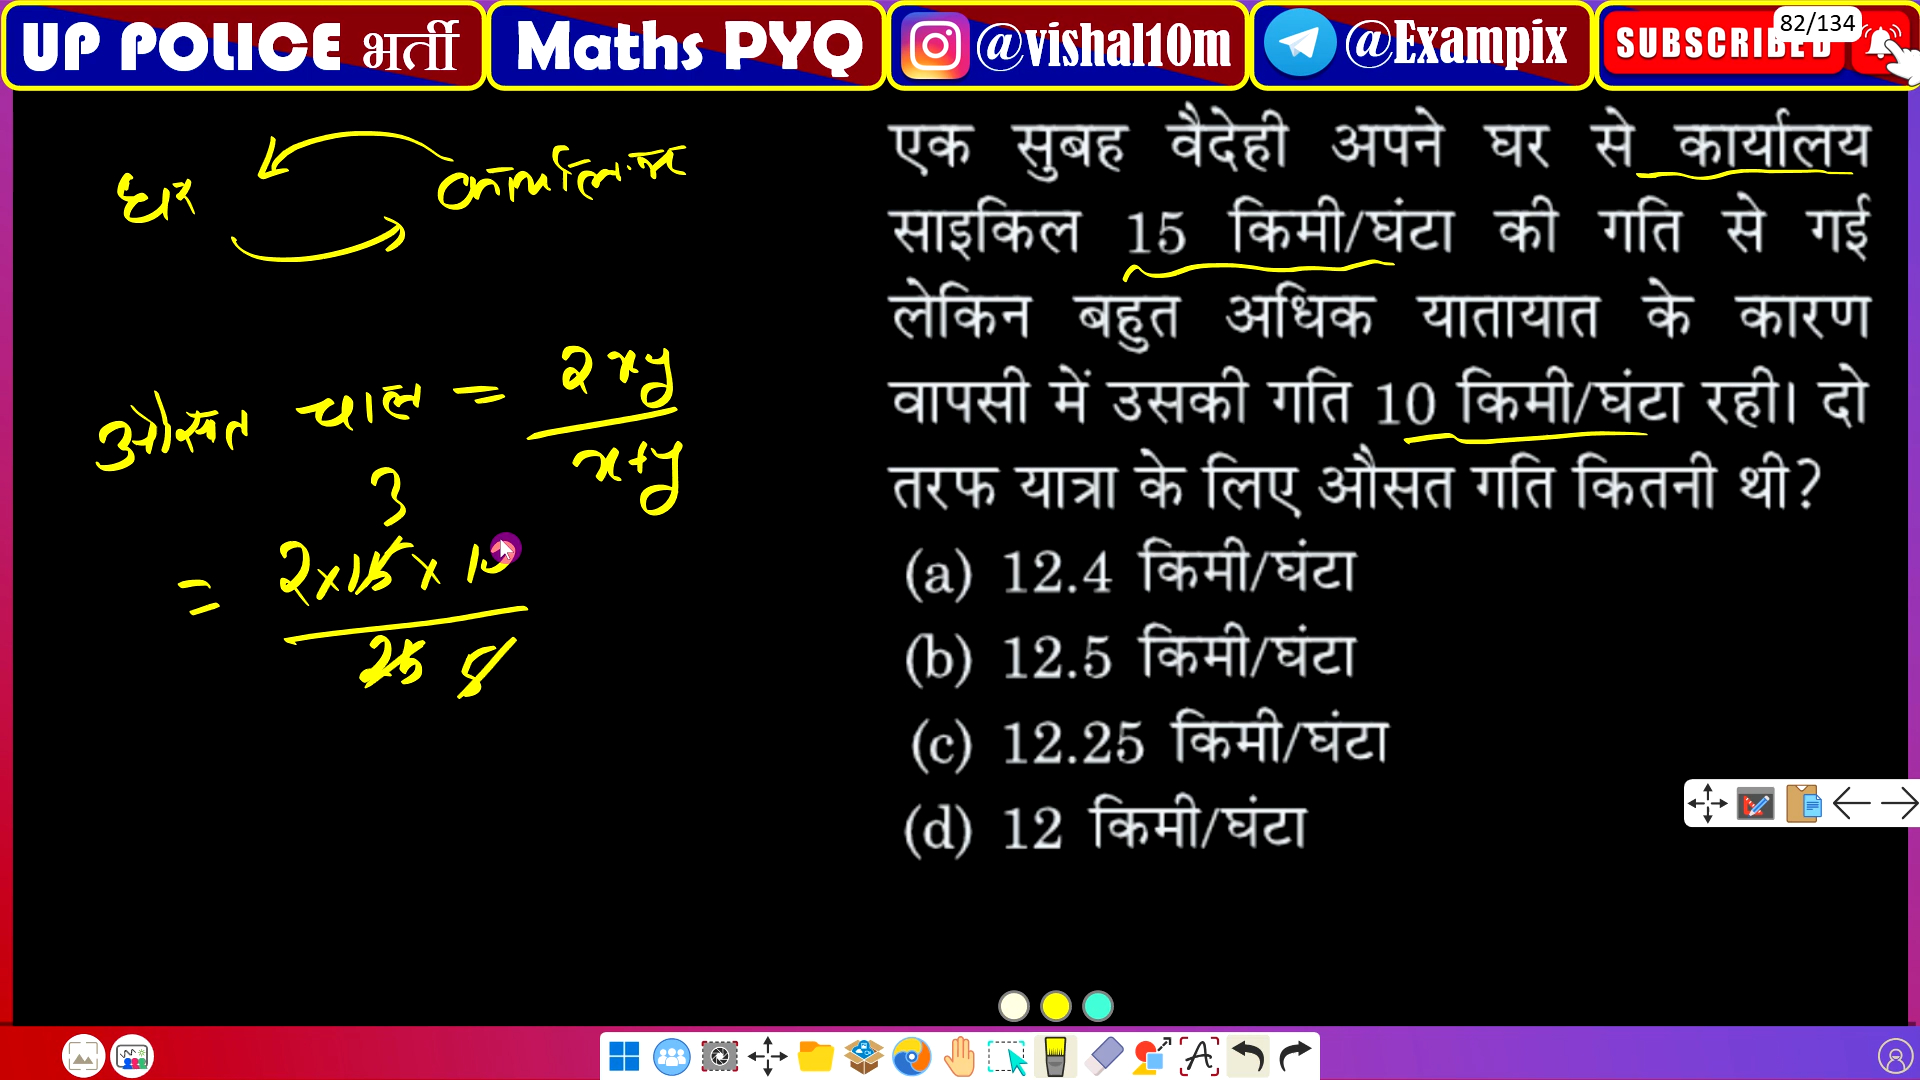 UP POLICE भर्ती Maths PYQ @vishal10m @Exampix SUBSCRIBED 82/134
घर कार्यालय
औसत चाल = 2xy / x+y
3
= 2×15×10 / 25 5
एक सुबह वैदेही अपने घर से कार्यालय
साइकिल 15 किमी/घंटा की गति से गई
लेकिन बहुत अधिक यातायात के कारण
वापसी में उसकी गति 10 किमी/घंटा रही। दो
तरफ यात्रा के लिए औसत गति कितनी थी?
(a) 12.4 किमी/घंटा
(b) 12.5 किमी/घंटा
(c) 12.25 किमी/घंटा
(d) 12 किमी/घंटा